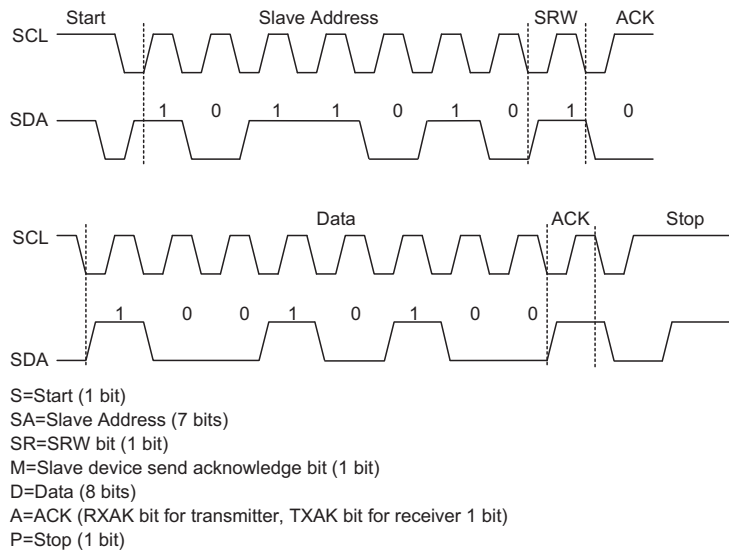 Start Slave Address SRW ACK
SCL
1 0 1 1 0 1 0 1 0
SDA
Data ACK Stop
SCL
1 0 0 1 0 1 0 0
SDA
S=Start (1 bit)
SA=Slave Address (7 bits)
SR=SRW bit (1 bit)
M=Slave device send acknowledge bit (1 bit)
D=Data (8 bits)
A=ACK (RXAK bit for transmitter, TXAK bit for receiver 1 bit)
P=Stop (1 bit)